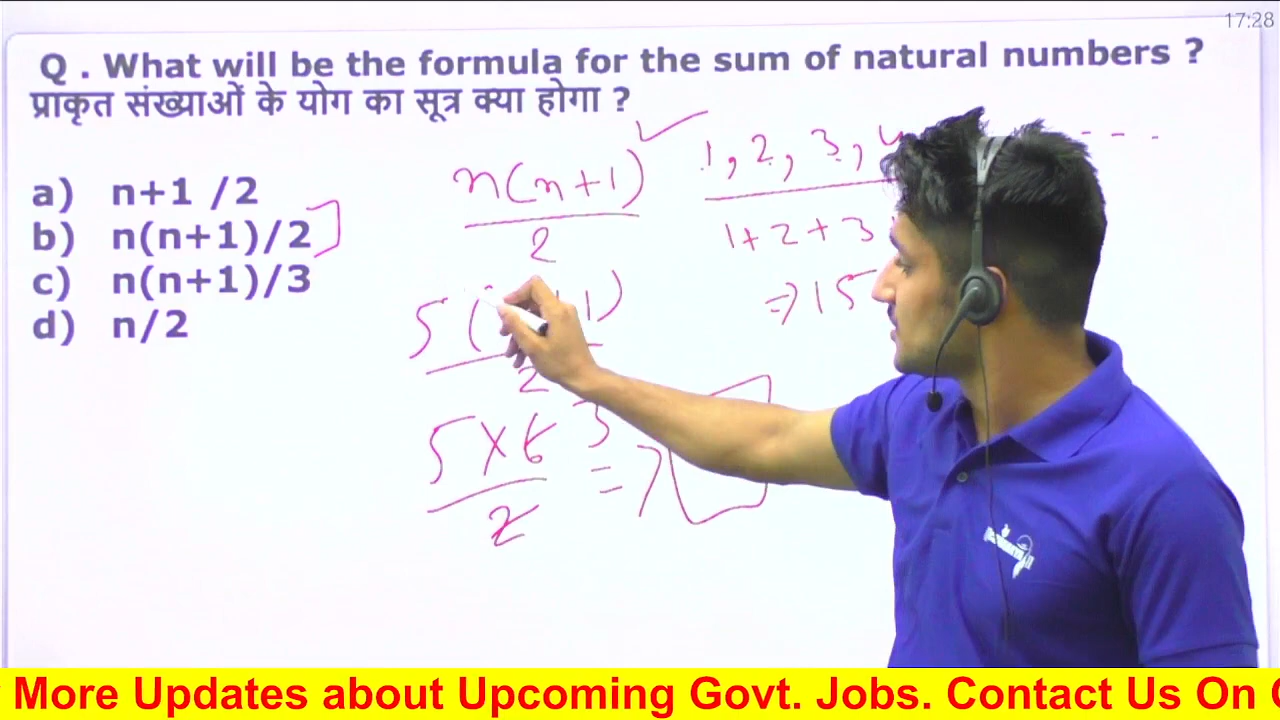 17:28
Q . What will be the formula for the sum of natural numbers ?
प्राकृत संख्याओं के योग का सूत्र क्या होगा ?
a) n+1 /2
b) n(n+1)/2
c) n(n+1)/3
d) n/2
n(n+1)
2
1, 2, 3, 4 - - -
1+2+3
⇒15
5( +1)
2
5×6 3
2
=
More Updates about Upcoming Govt. Jobs. Contact Us On